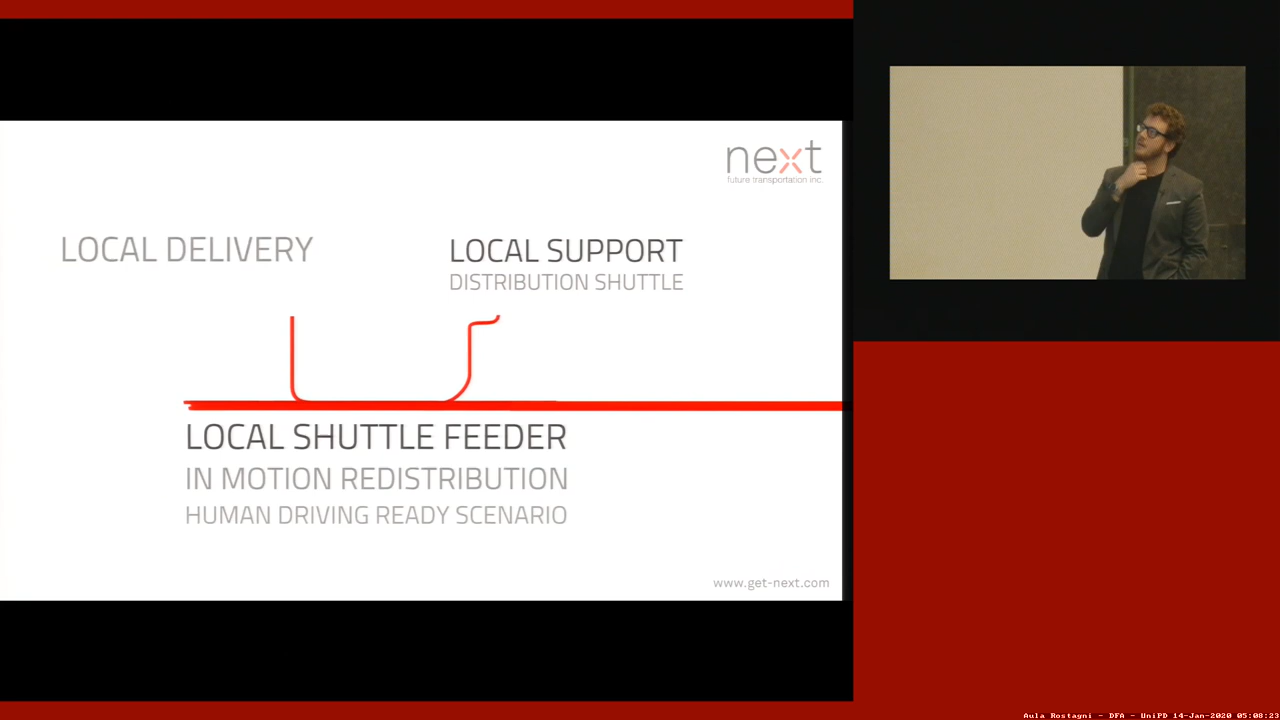 next
future transportation inc.
LOCAL DELIVERY
LOCAL SUPPORT
DISTRIBUTION SHUTTLE
LOCAL SHUTTLE FEEDER
IN MOTION REDISTRIBUTION
HUMAN DRIVING READY SCENARIO
www.get-next.com
Aula Rostagni - DFA - UniPD 14-Jan-2020 05:08:23